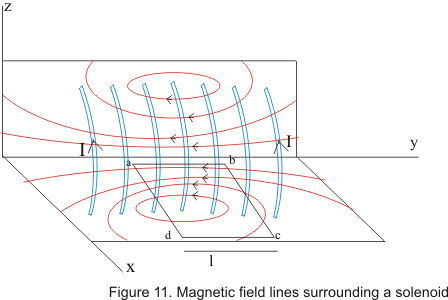 z
I
I
y
a
b
d
c
x
l
Figure 11. Magnetic field lines surrounding a solenoid